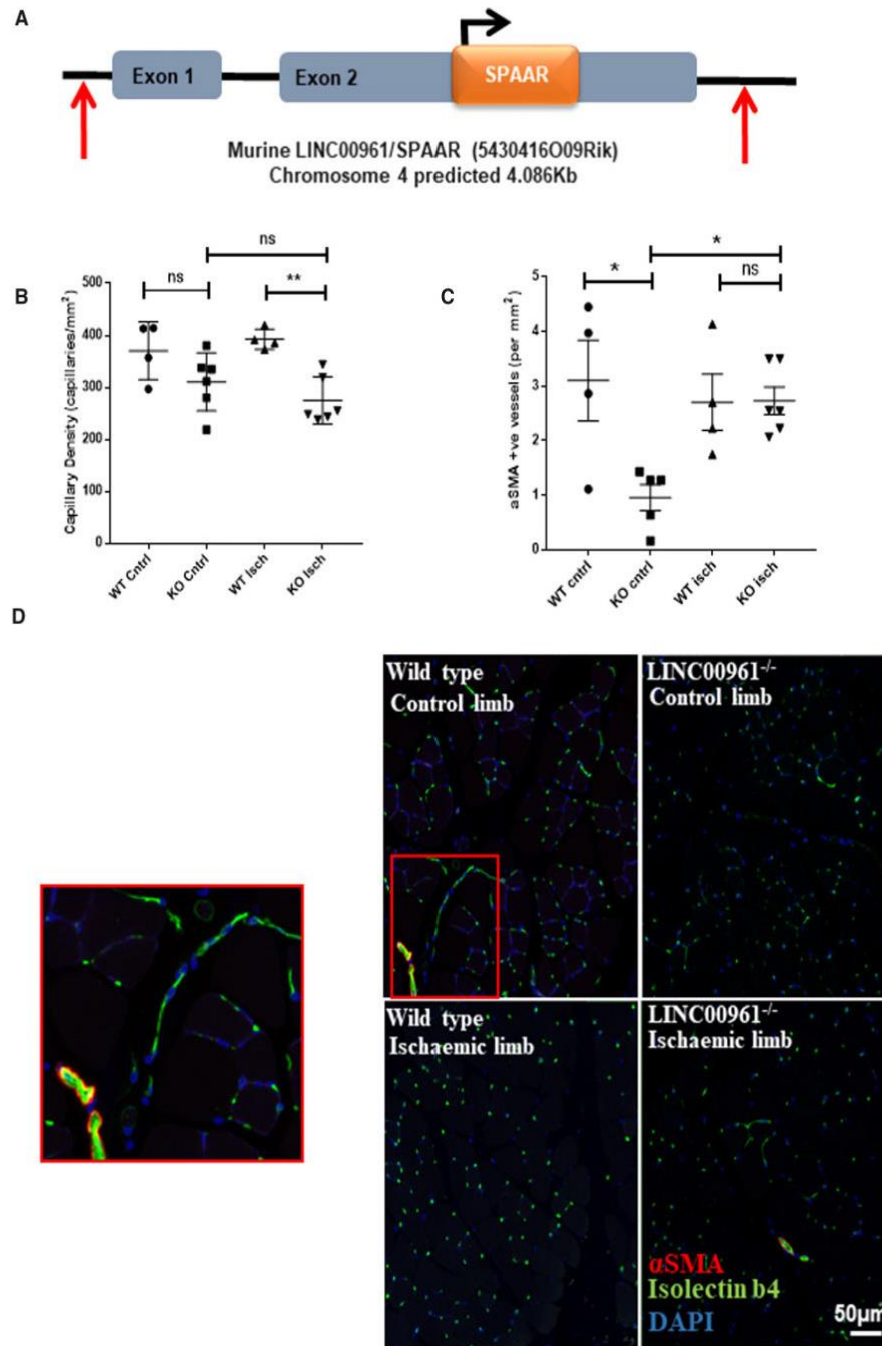 A
Exon 1
Exon 2
SPAAR
Murine LINC00961/SPAAR (5430416O09Rik)
Chromosome 4 predicted 4.086Kb
B
ns
ns
**
Capillary Density (capillaries/mm²)
500
400
300
200
100
0
WT Cntrl
KO Cntrl
WT Isch
KO Isch
C
*
*
ns
aSMA +ve vessels (per mm²)
5
4
3
2
1
0
WT cntrl
KO cntrl
WT isch
KO isch
D
Wild type
Control limb
LINC00961-/-
Control limb
Wild type
Ischaemic limb
LINC00961-/-
Ischaemic limb
αSMA
Isolectin b4
DAPI
50μm